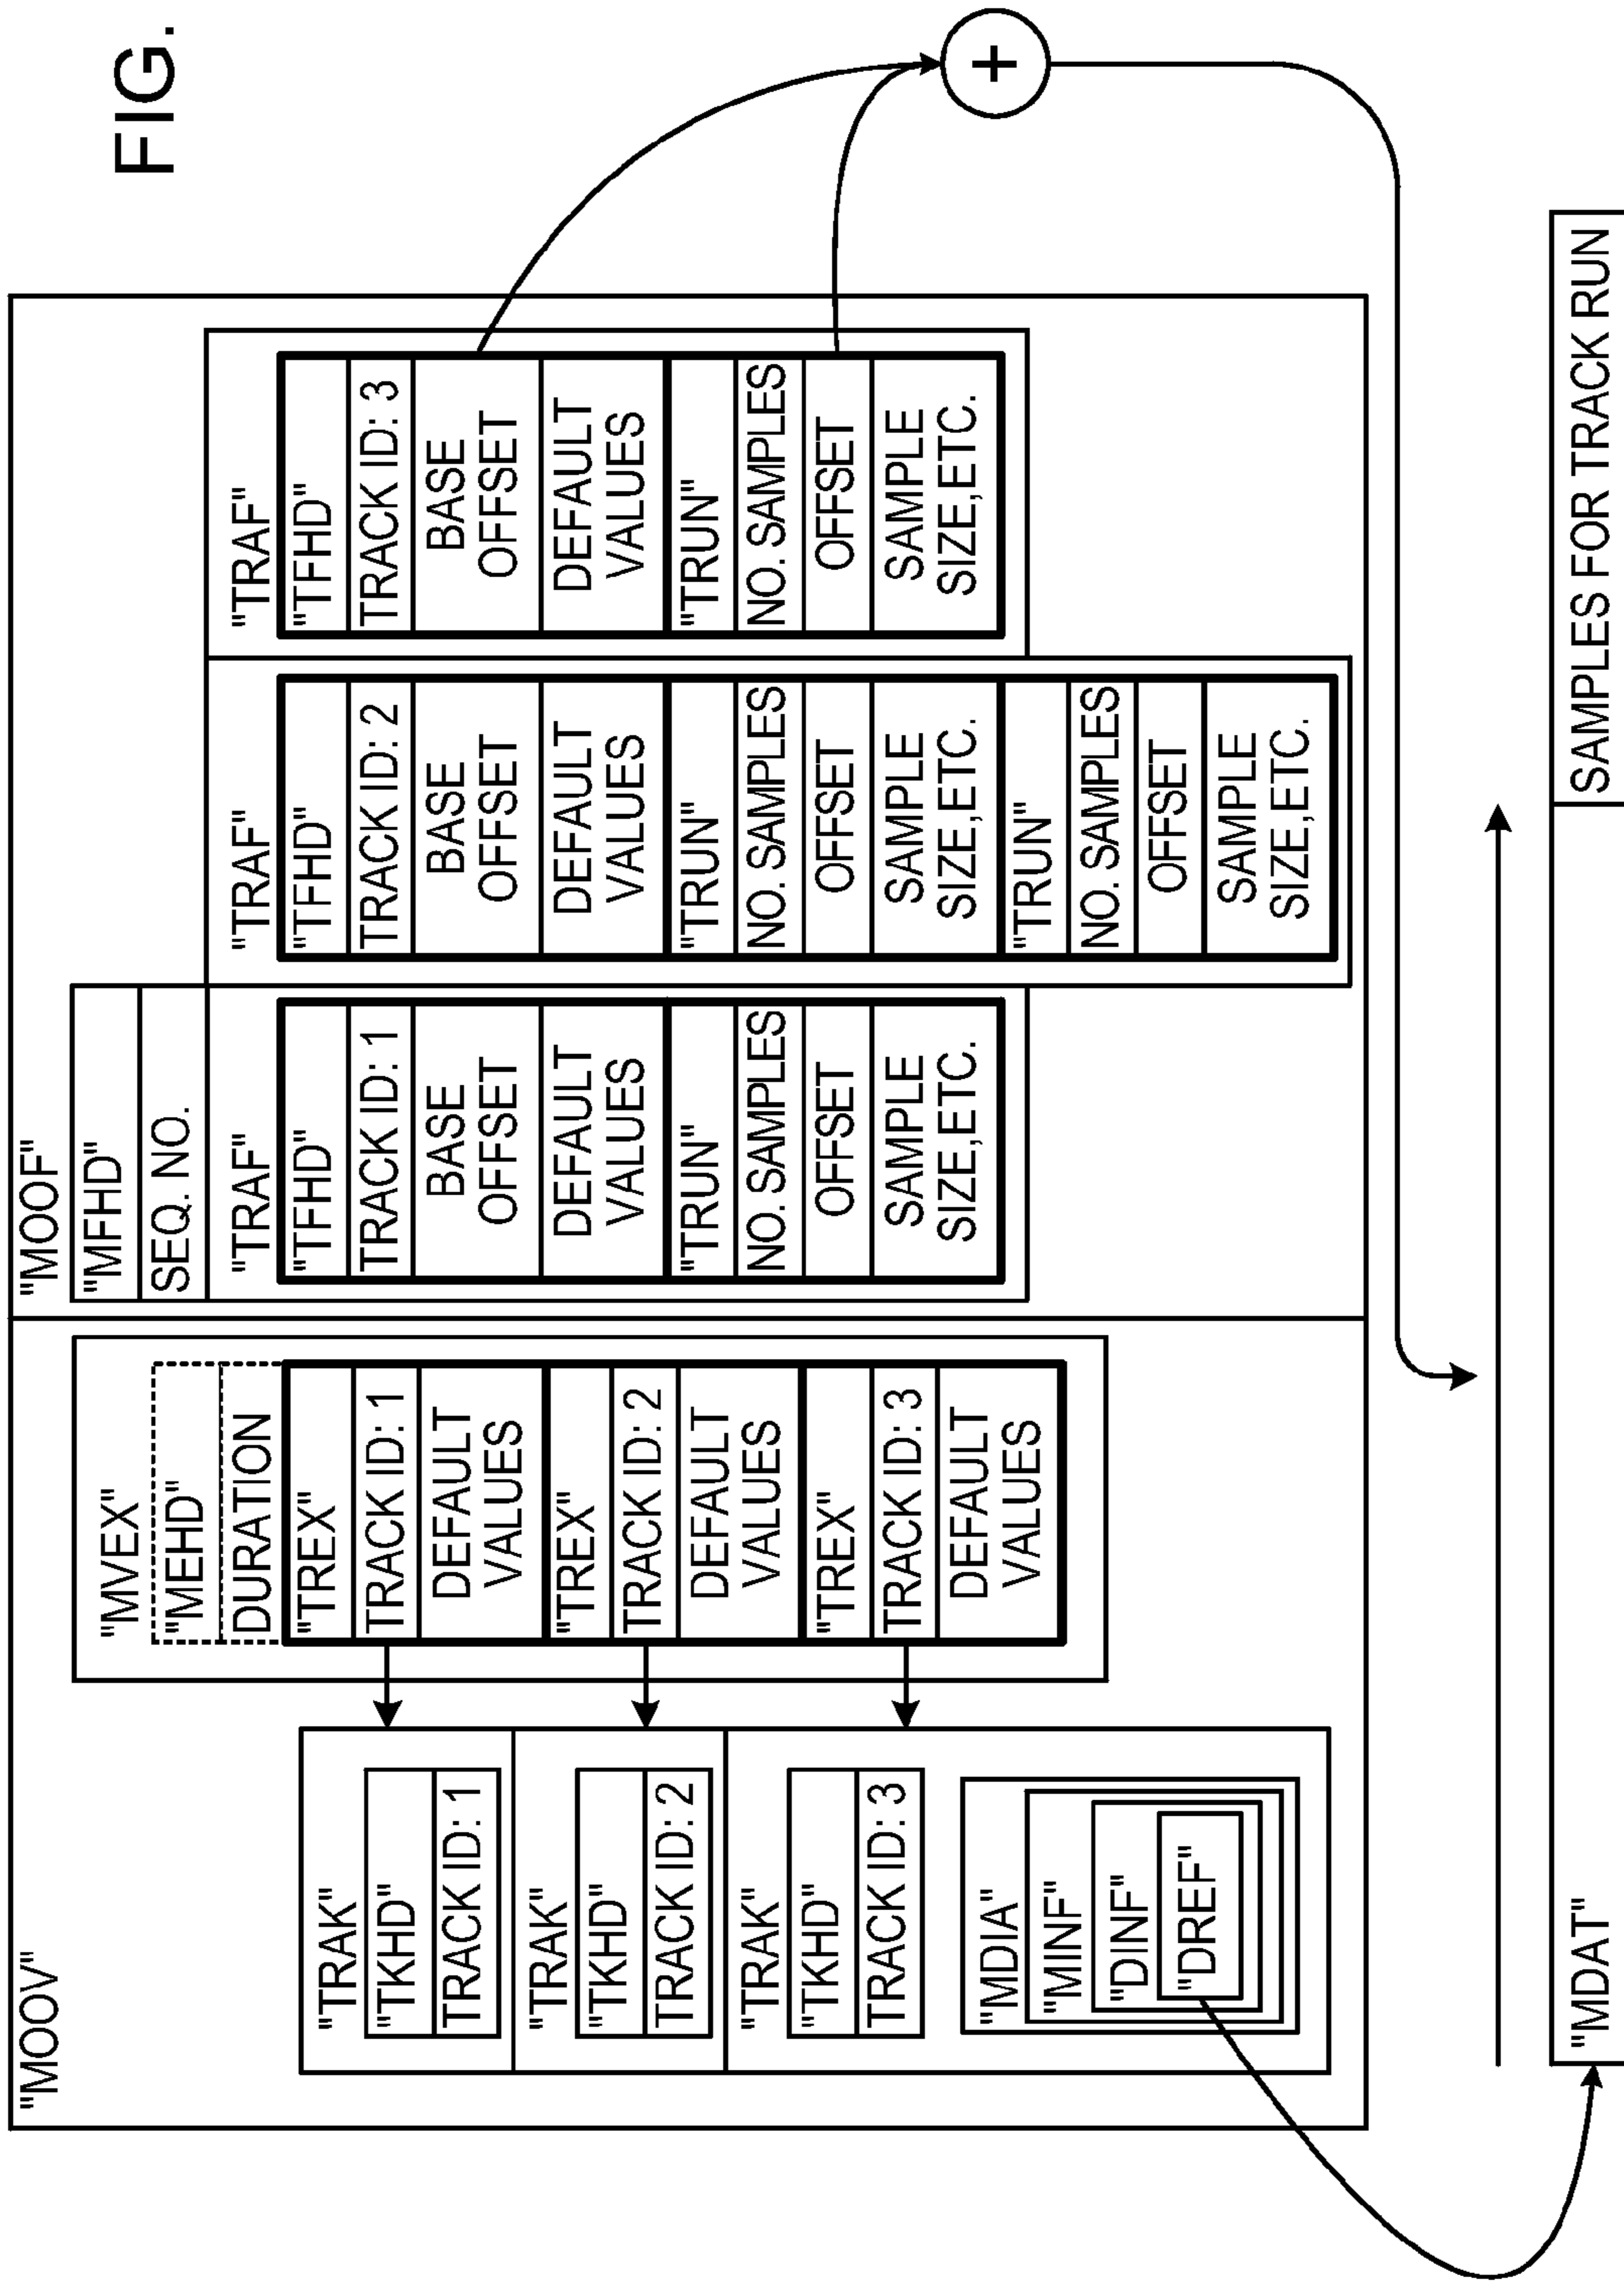 FIG.
"MOOV"
"TRAK"
"TKHD"
TRACK ID: 1
"TRAK"
"TKHD"
TRACK ID: 2
"TRAK"
"TKHD"
TRACK ID: 3
"MDIA"
"MINF"
"DINF"
"DREF"
"MVEX"
"MEHD"
DURATION
"TREX"
TRACK ID: 1
DEFAULT
VALUES
"TREX"
TRACK ID: 2
DEFAULT
VALUES
"TREX"
TRACK ID: 3
DEFAULT
VALUES
"MOOF"
"MFHD"
SEQ. NO.
"TRAF"
"TFHD"
TRACK ID: 1
BASE
OFFSET
DEFAULT
VALUES
"TRUN"
NO. SAMPLES
OFFSET
SAMPLE
SIZE,ETC.
"TRAF"
"TFHD"
TRACK ID: 2
BASE
OFFSET
DEFAULT
VALUES
"TRUN"
NO. SAMPLES
OFFSET
SAMPLE
SIZE,ETC.
"TRUN"
NO. SAMPLES
OFFSET
SAMPLE
SIZE,ETC.
"TRAF"
"TFHD"
TRACK ID: 3
BASE
OFFSET
DEFAULT
VALUES
"TRUN"
NO. SAMPLES
OFFSET
SAMPLE
SIZE,ETC.
+
"MDAT"
SAMPLES FOR TRACK RUN